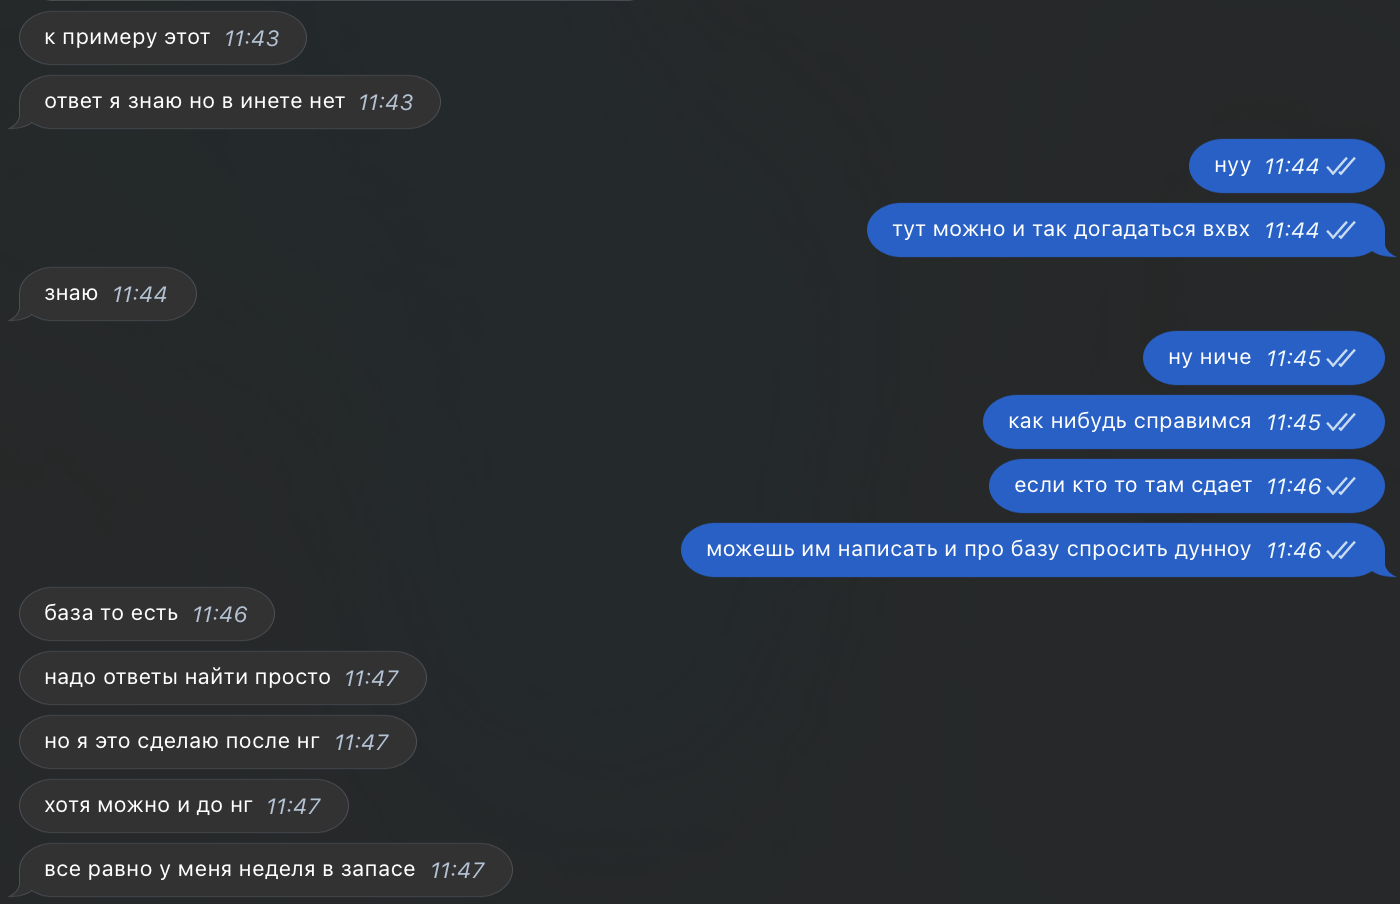 к примеру этот 11:43
ответ я знаю но в инете нет 11:43
нуу 11:44
тут можно и так догадаться вхвх 11:44
знаю 11:44
ну ниче 11:45
как нибудь справимся 11:45
если кто то там сдает 11:46
можешь им написать и про базу спросить дунноу 11:46
база то есть 11:46
надо ответы найти просто 11:47
но я это сделаю после нг 11:47
хотя можно и до нг 11:47
все равно у меня неделя в запасе 11:47